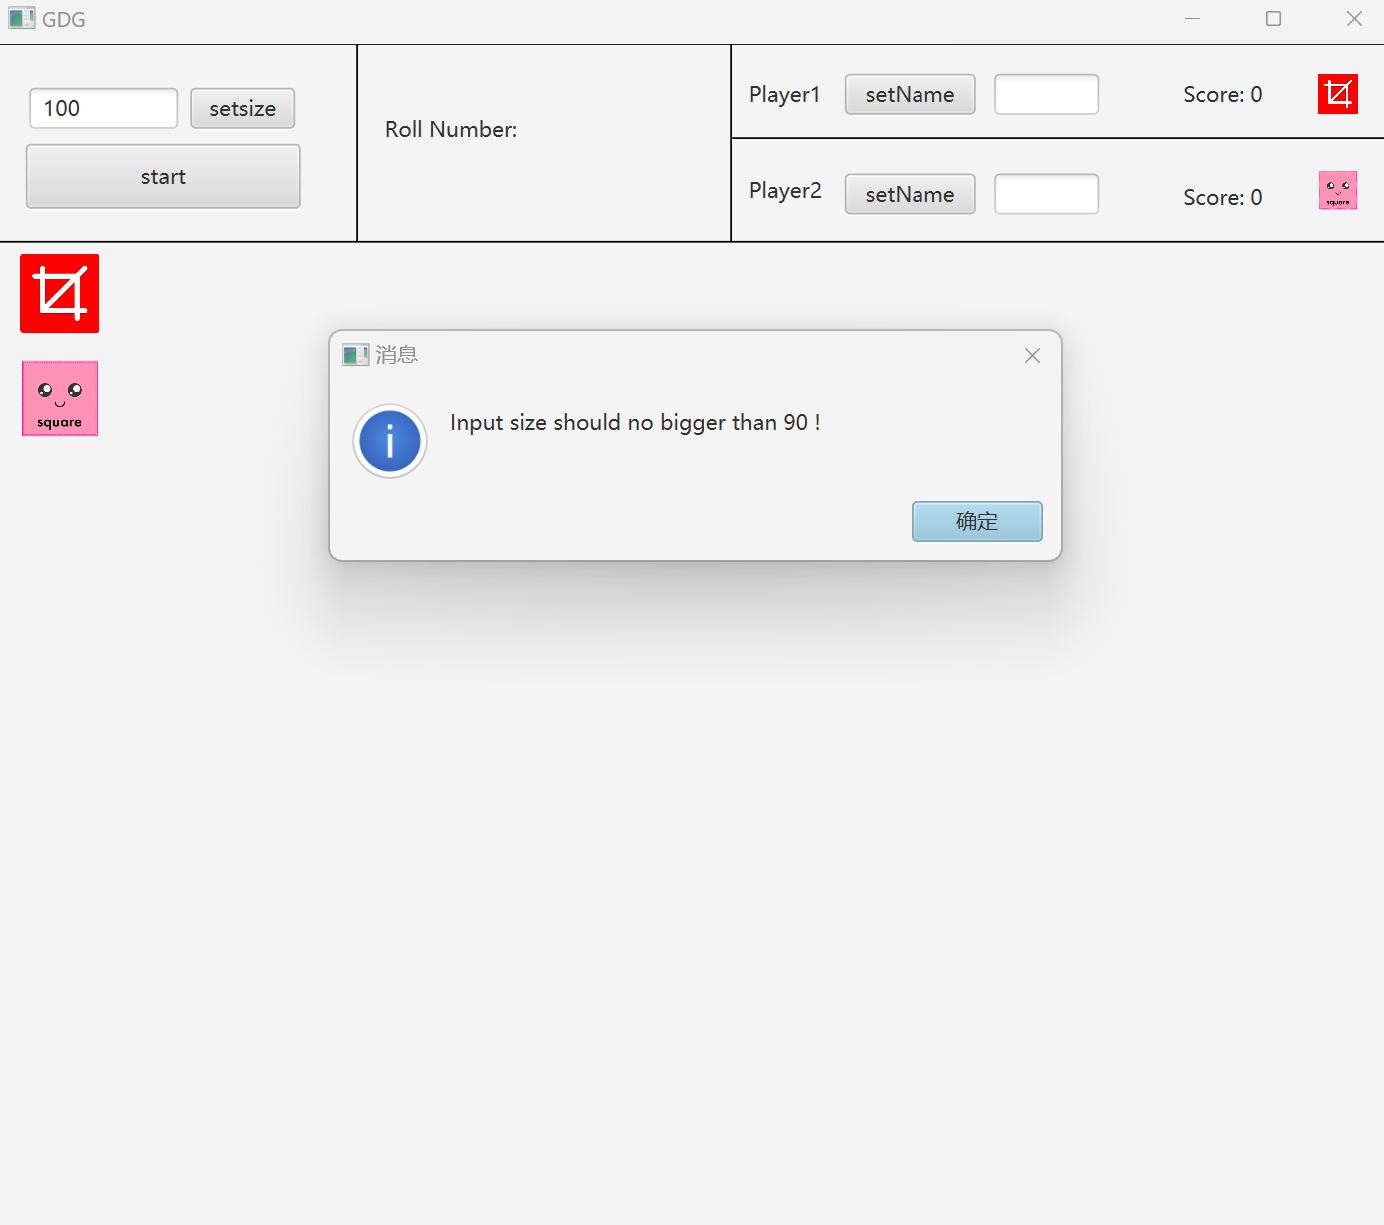 GDG
100
setsize
start
Roll Number:
Player1
setName
Score: 0
Player2
setName
Score: 0
square
square
消息
Input size should no bigger than 90 !
确定